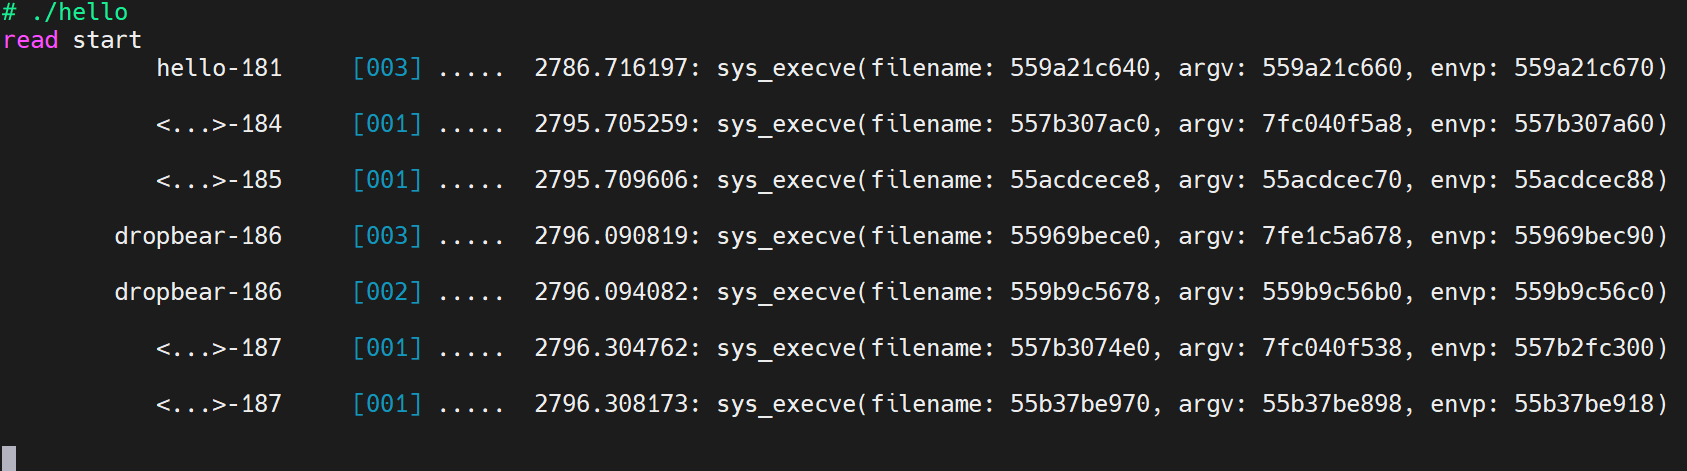 # ./hello
read start
hello-181 [003] ..... 2786.716197: sys_execve(filename: 559a21c640, argv: 559a21c660, envp: 559a21c670)
<...>-184 [001] ..... 2795.705259: sys_execve(filename: 557b307ac0, argv: 7fc040f5a8, envp: 557b307a60)
<...>-185 [001] ..... 2795.709606: sys_execve(filename: 55acdcece8, argv: 55acdcec70, envp: 55acdcec88)
dropbear-186 [003] ..... 2796.090819: sys_execve(filename: 55969bece0, argv: 7fe1c5a678, envp: 55969bec90)
dropbear-186 [002] ..... 2796.094082: sys_execve(filename: 559b9c5678, argv: 559b9c56b0, envp: 559b9c56c0)
<...>-187 [001] ..... 2796.304762: sys_execve(filename: 557b3074e0, argv: 7fc040f538, envp: 557b2fc300)
<...>-187 [001] ..... 2796.308173: sys_execve(filename: 55b37be970, argv: 55b37be898, envp: 55b37be918)